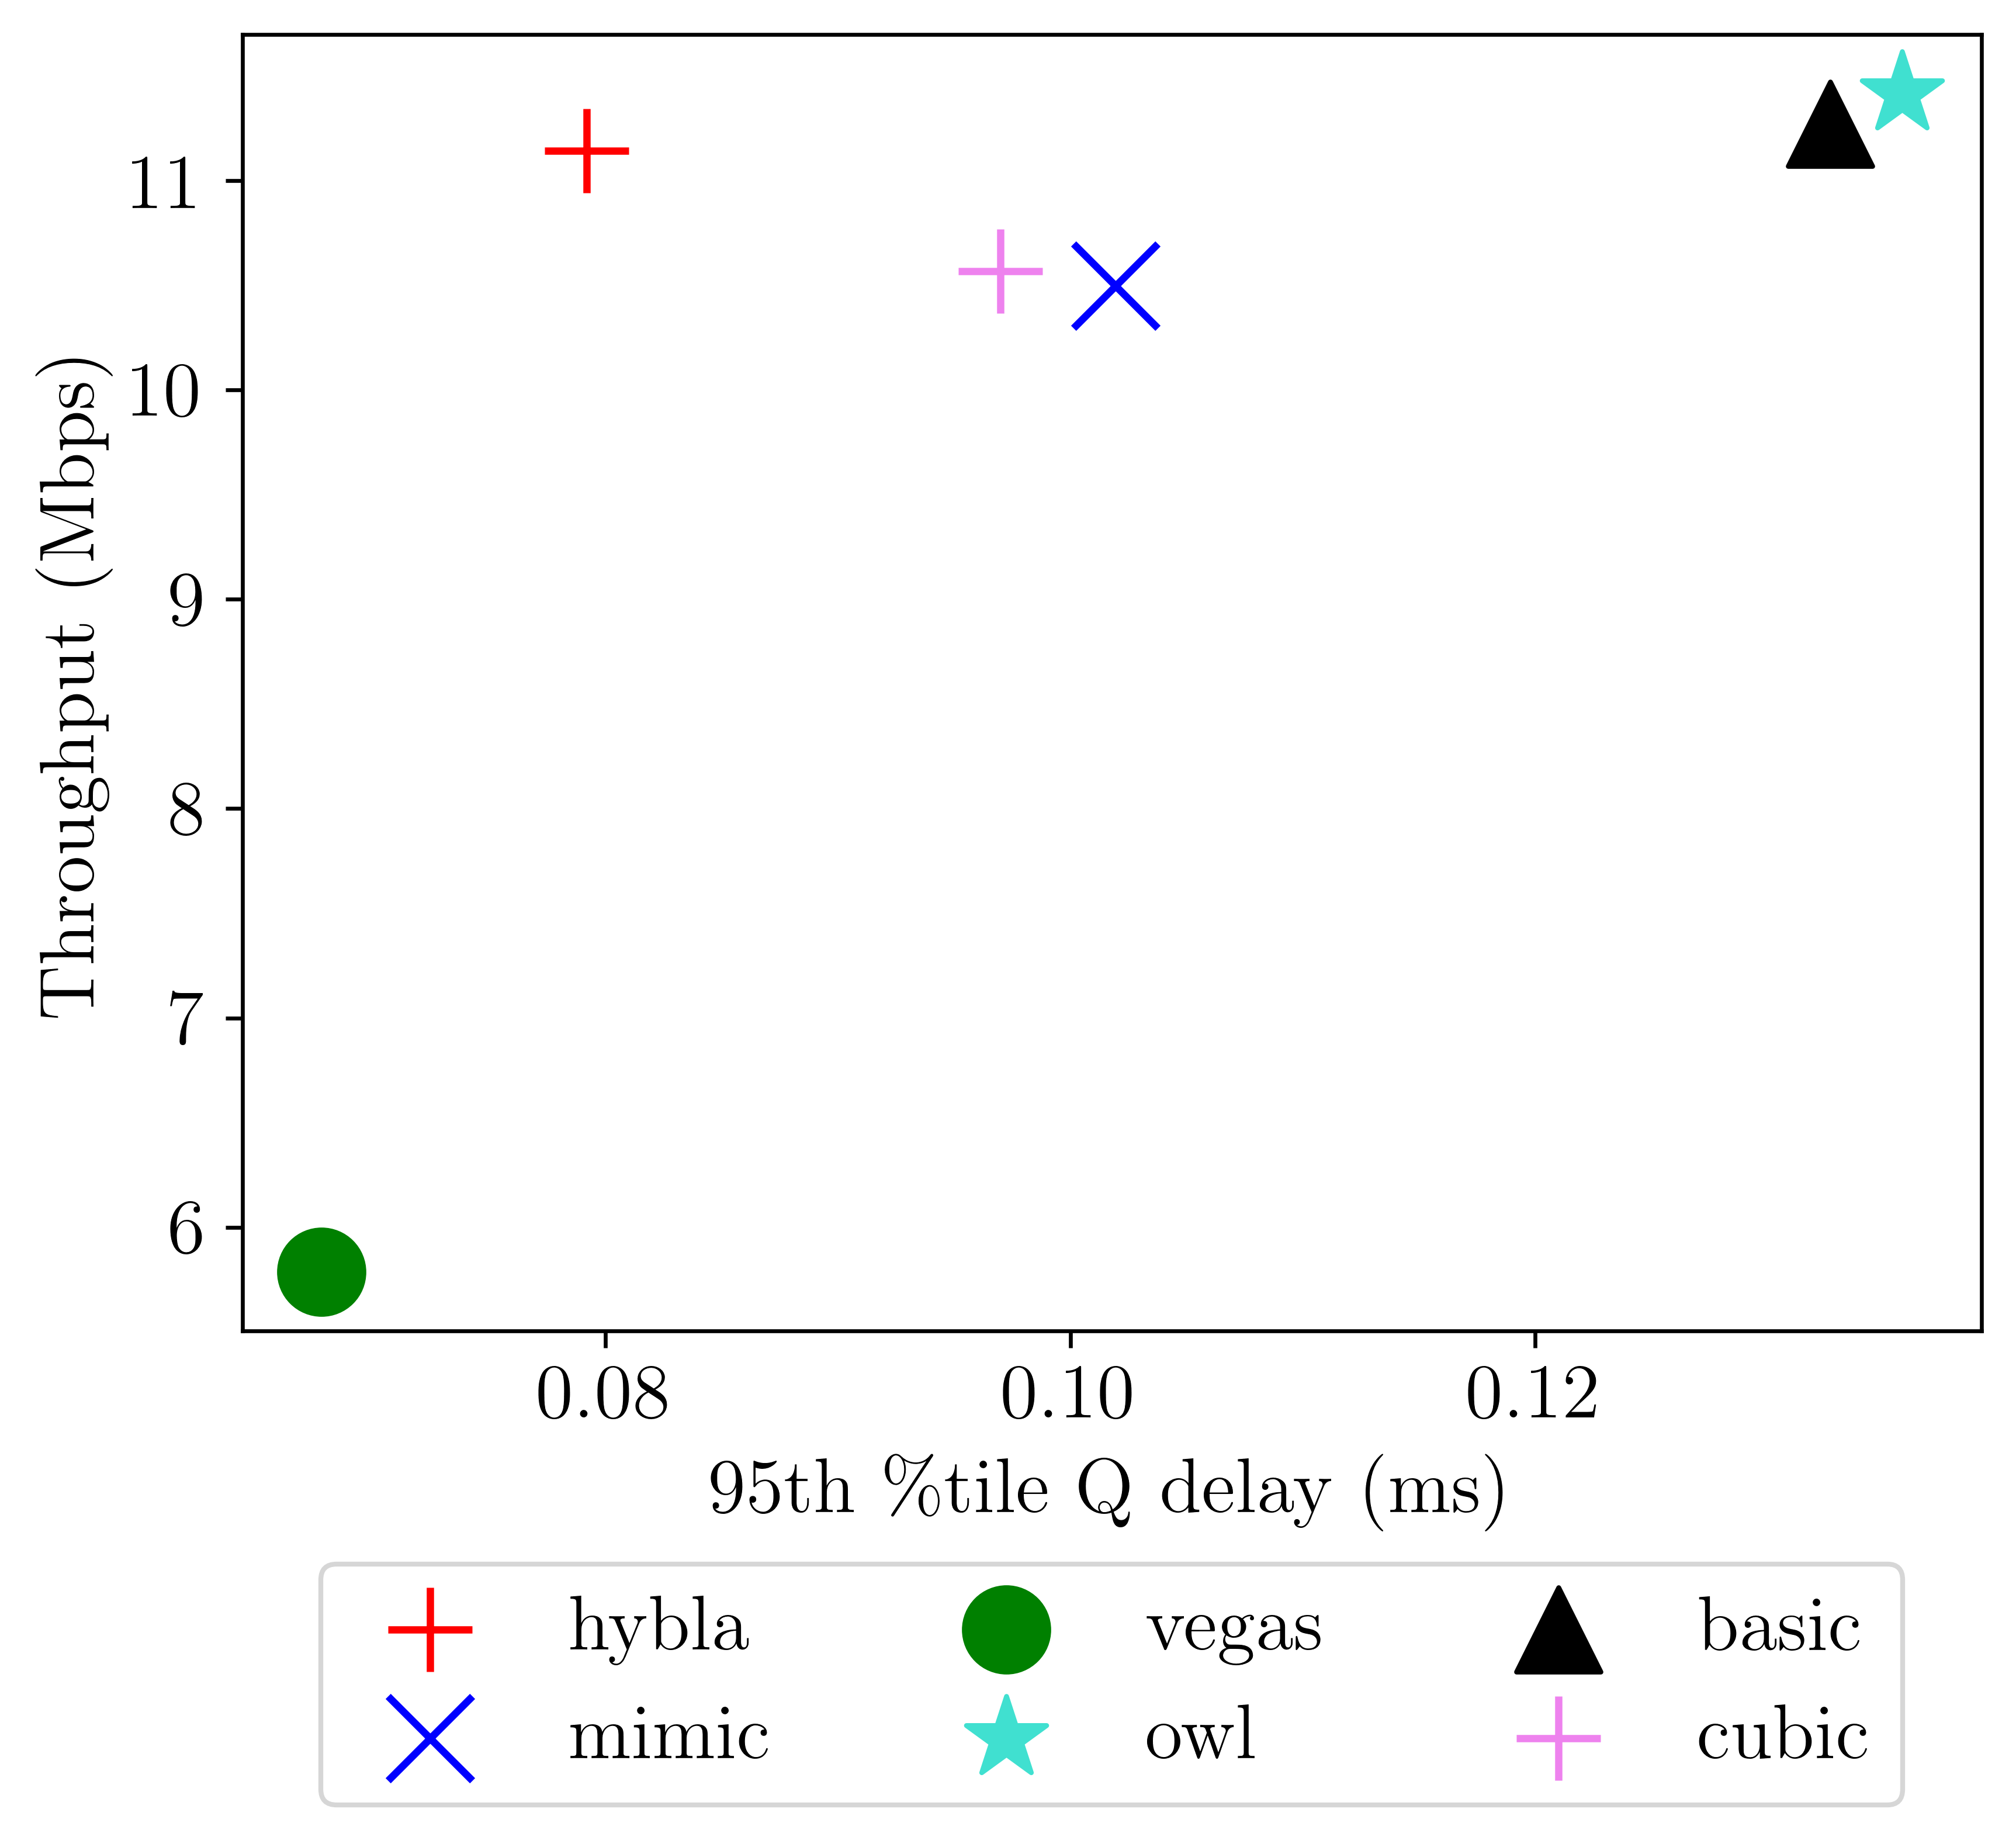 Throughput (Mbps)
11
10
9
8
7
6
0.08 0.10 0.12
95th %tile Q delay (ms)
hybla vegas basic
mimic owl cubic